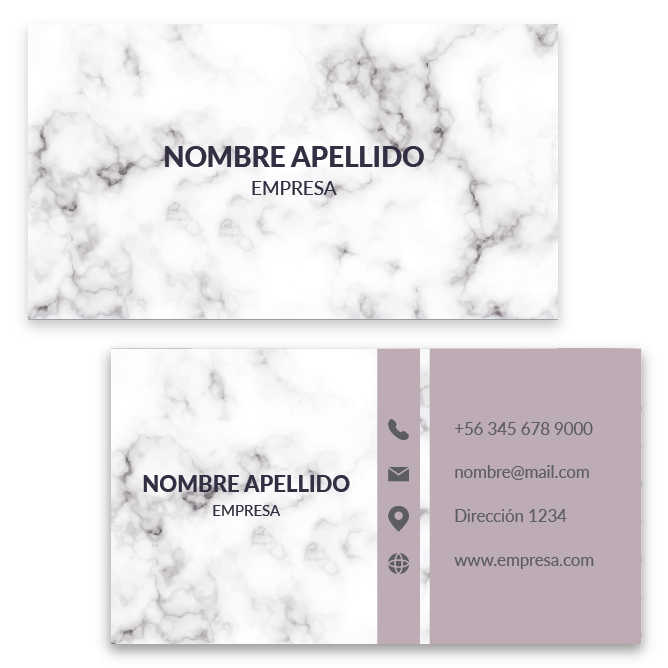 NOMBRE APELLIDO
EMPRESA
NOMBRE APELLIDO
EMPRESA
+56 345 678 9000
nombre@mail.com
Dirección 1234
www.empresa.com